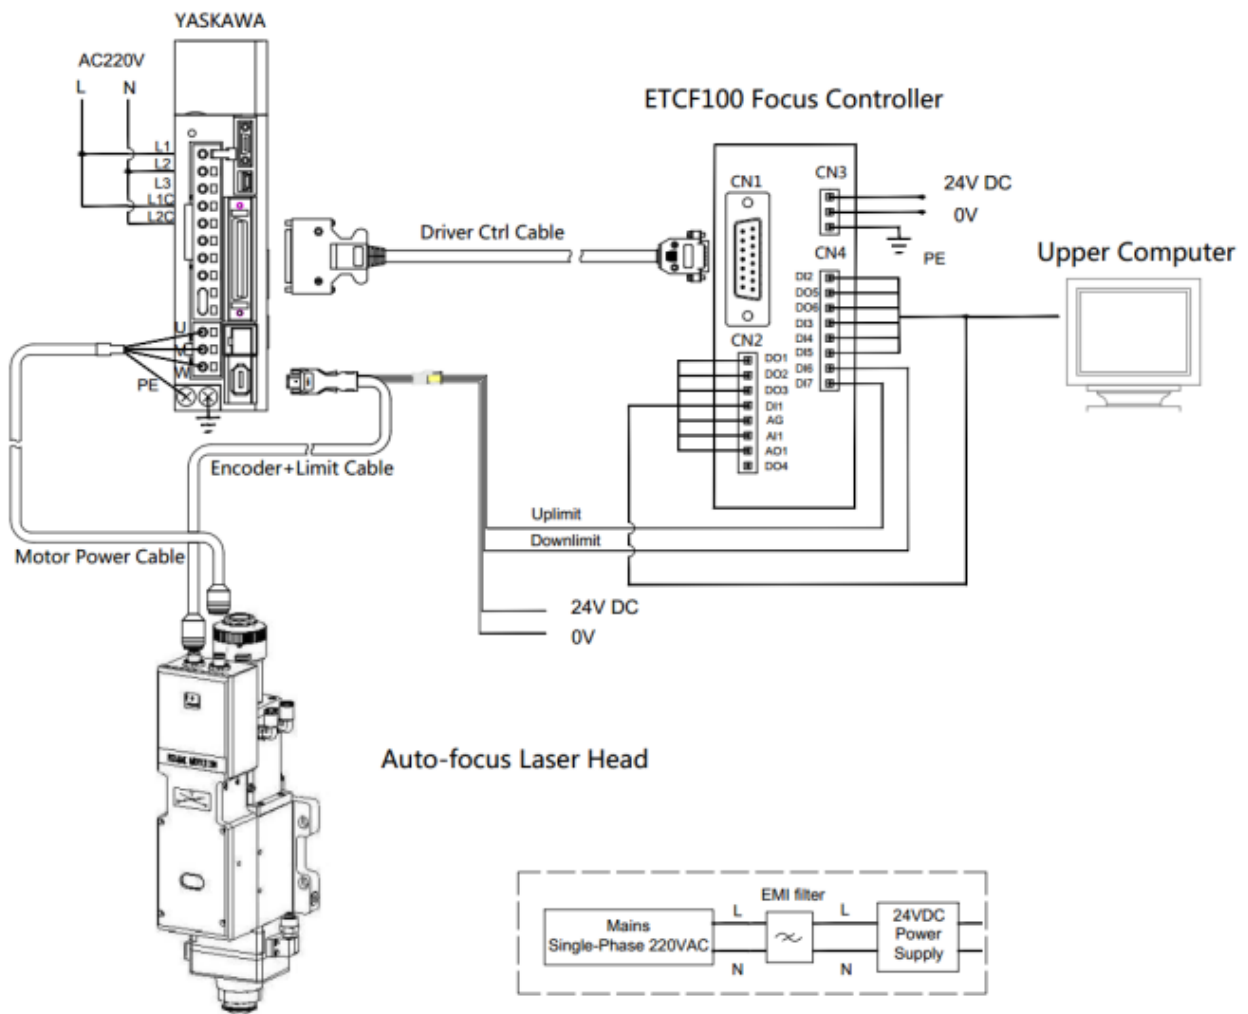 YASKAWA
AC220V
L
N
L1
L2
L3
L1C
L2C
U
V
W
PE
Driver Ctrl Cable
ETCF100 Focus Controller
CN1
CN3
24V DC
0V
PE
CN4
DI2
DO5
DO6
DI3
DI4
DI5
DI6
DI7
CN2
DO1
DO2
DO3
DI1
AG
AI1
AO1
DO4
Upper Computer
Encoder+Limit Cable
Motor Power Cable
Uplimit
Downlimit
24V DC
0V
Auto-focus Laser Head
Mains
Single-Phase 220VAC
L
N
EMI filter
L
N
24VDC
Power
Supply